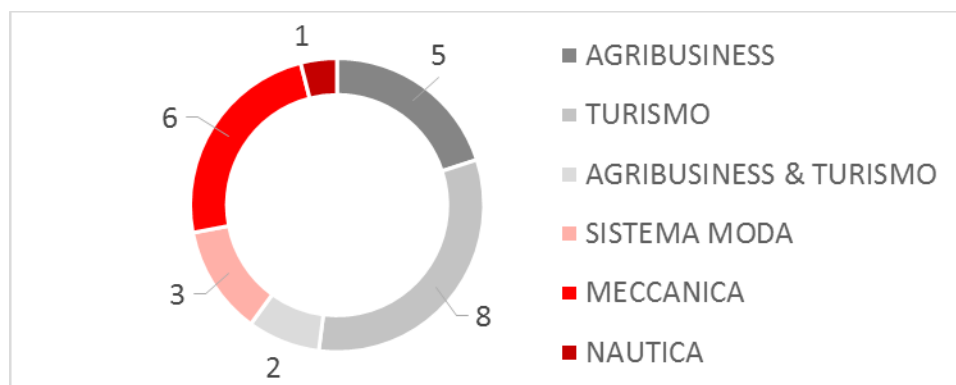 1
5
6
3
2
8
AGRIBUSINESS
TURISMO
AGRIBUSINESS & TURISMO
SISTEMA MODA
MECCANICA
NAUTICA